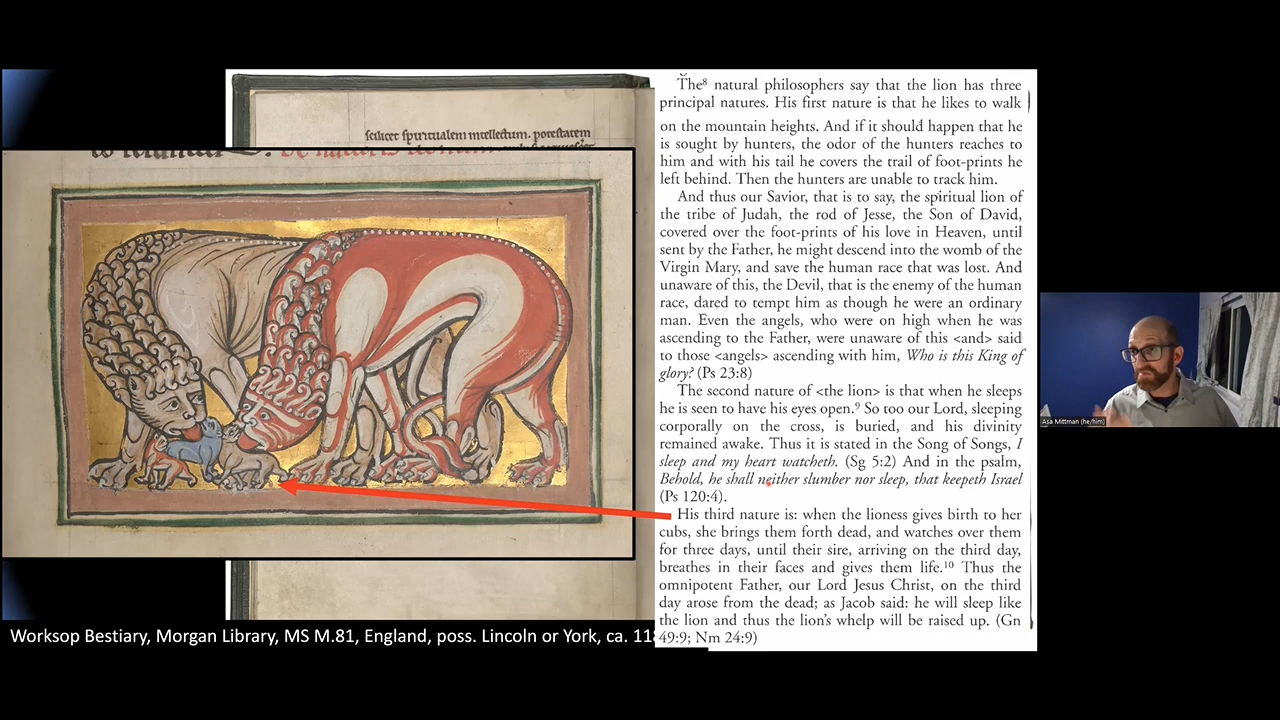 scilicet spiritualem intellectum. potestatem
The⁸ natural philosophers say that the lion has three
principal natures. His first nature is that he likes to walk
on the mountain heights. And if it should happen that he
is sought by hunters, the odor of the hunters reaches to
him and with his tail he covers the trail of foot-prints he
left behind. Then the hunters are unable to track him.
And thus our Savior, that is to say, the spiritual lion of
the tribe of Judah, the rod of Jesse, the Son of David,
covered over the foot-prints of his love in Heaven, until
sent by the Father, he might descend into the womb of the
Virgin Mary, and save the human race that was lost. And
unaware of this, the Devil, that is the enemy of the human
race, dared to tempt him as though he were an ordinary
man. Even the angels, who were on high when he was
ascending to the Father, were unaware of this <and> said
to those <angels> ascending with him, Who is this King of
glory? (Ps 23:8)
The second nature of <the lion> is that when he sleeps
he is seen to have his eyes open.⁹ So too our Lord, sleeping
corporally on the cross, is buried, and his divinity
remained awake. Thus it is stated in the Song of Songs, I
sleep and my heart watcheth. (Sg 5:2) And in the psalm,
Behold, he shall neither slumber nor sleep, that keepeth Israel
(Ps 120:4).
His third nature is: when the lioness gives birth to her
cubs, she brings them forth dead, and watches over them
for three days, until their sire, arriving on the third day,
breathes in their faces and gives them life.¹⁰ Thus the
omnipotent Father, our Lord Jesus Christ, on the third
day arose from the dead; as Jacob said: he will sleep like
the lion and thus the lion's whelp will be raised up. (Gn
49:9; Nm 24:9)
Worksop Bestiary, Morgan Library, MS M.81, England, poss. Lincoln or York, ca. 118
Asa Mittman (he/him)